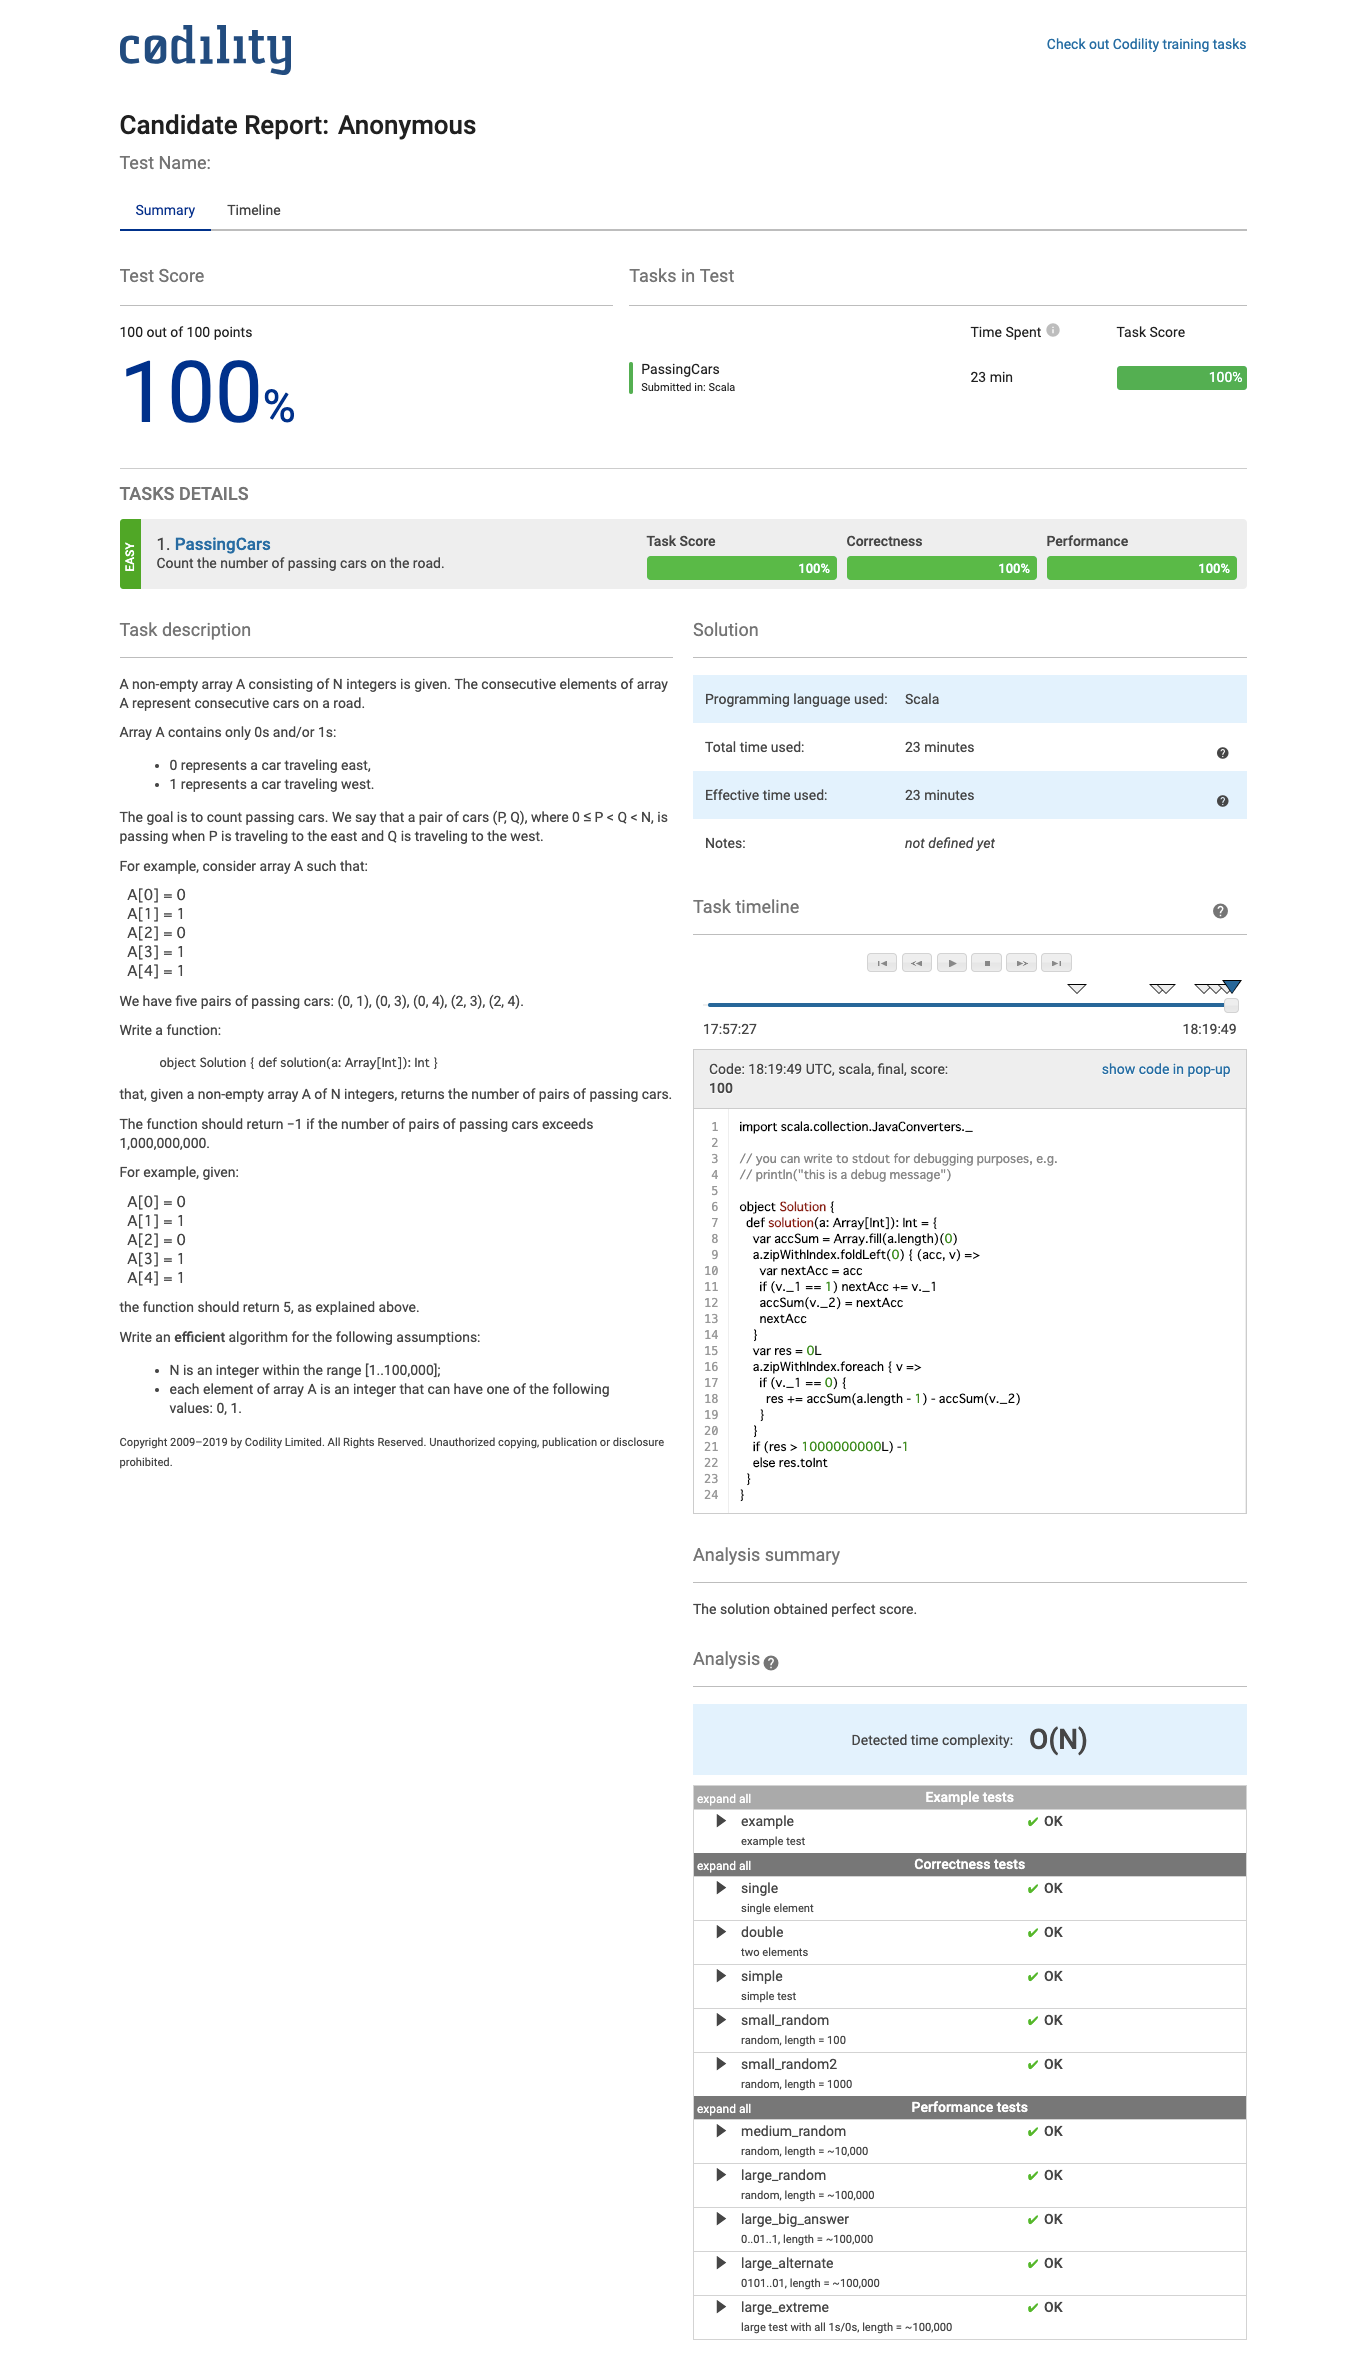 codility
Check out Codility training tasks
Candidate Report: Anonymous
Test Name:
Summary Timeline
Test Score
100 out of 100 points
100%
Tasks in Test
Time Spent Task Score
PassingCars
Submitted in: Scala
23 min
100%
TASKS DETAILS
EASY
1. PassingCars
Count the number of passing cars on the road.
Task Score Correctness Performance
100% 100% 100%
Task description
A non-empty array A consisting of N integers is given. The consecutive elements of array
A represent consecutive cars on a road.
Array A contains only 0s and/or 1s:
• 0 represents a car traveling east,
• 1 represents a car traveling west.
The goal is to count passing cars. We say that a pair of cars (P, Q), where 0 ≤ P < Q < N, is
passing when P is traveling to the east and Q is traveling to the west.
For example, consider array A such that:
A[0] = 0
A[1] = 1
A[2] = 0
A[3] = 1
A[4] = 1
We have five pairs of passing cars: (0, 1), (0, 3), (0, 4), (2, 3), (2, 4).
Write a function:
object Solution { def solution(a: Array[Int]): Int }
that, given a non-empty array A of N integers, returns the number of pairs of passing cars.
The function should return −1 if the number of pairs of passing cars exceeds
1,000,000,000.
For example, given:
A[0] = 0
A[1] = 1
A[2] = 0
A[3] = 1
A[4] = 1
the function should return 5, as explained above.
Write an efficient algorithm for the following assumptions:
• N is an integer within the range [1..100,000];
• each element of array A is an integer that can have one of the following
values: 0, 1.
Copyright 2009–2019 by Codility Limited. All Rights Reserved. Unauthorized copying, publication or disclosure
prohibited.
Solution
Programming language used: Scala
Total time used: 23 minutes
Effective time used: 23 minutes
Notes: not defined yet
Task timeline
17:57:27 18:19:49
Code: 18:19:49 UTC, scala, final, score:
100
show code in pop-up
1 import scala.collection.JavaConverters._
2
3 // you can write to stdout for debugging purposes, e.g.
4 // println("this is a debug message")
5
6 object Solution {
7 def solution(a: Array[Int]): Int = {
8 var accSum = Array.fill(a.length)(0)
9 a.zipWithIndex.foldLeft(0) { (acc, v) =>
10 var nextAcc = acc
11 if (v._1 == 1) nextAcc += v._1
12 accSum(v._2) = nextAcc
13 nextAcc
14 }
15 var res = 0L
16 a.zipWithIndex.foreach { v =>
17 if (v._1 == 0) {
18 res += accSum(a.length - 1) - accSum(v._2)
19 }
20 }
21 if (res > 1000000000L) -1
22 else res.toInt
23 }
24 }
Analysis summary
The solution obtained perfect score.
Analysis
Detected time complexity: O(N)
expand all Example tests
example ✔ OK
example test
expand all Correctness tests
single ✔ OK
single element
double ✔ OK
two elements
simple ✔ OK
simple test
small_random ✔ OK
random, length = 100
small_random2 ✔ OK
random, length = 1000
expand all Performance tests
medium_random ✔ OK
random, length = ~10,000
large_random ✔ OK
random, length = ~100,000
large_big_answer ✔ OK
0..01..1, length = ~100,000
large_alternate ✔ OK
0101..01, length = ~100,000
large_extreme ✔ OK
large test with all 1s/0s, length = ~100,000